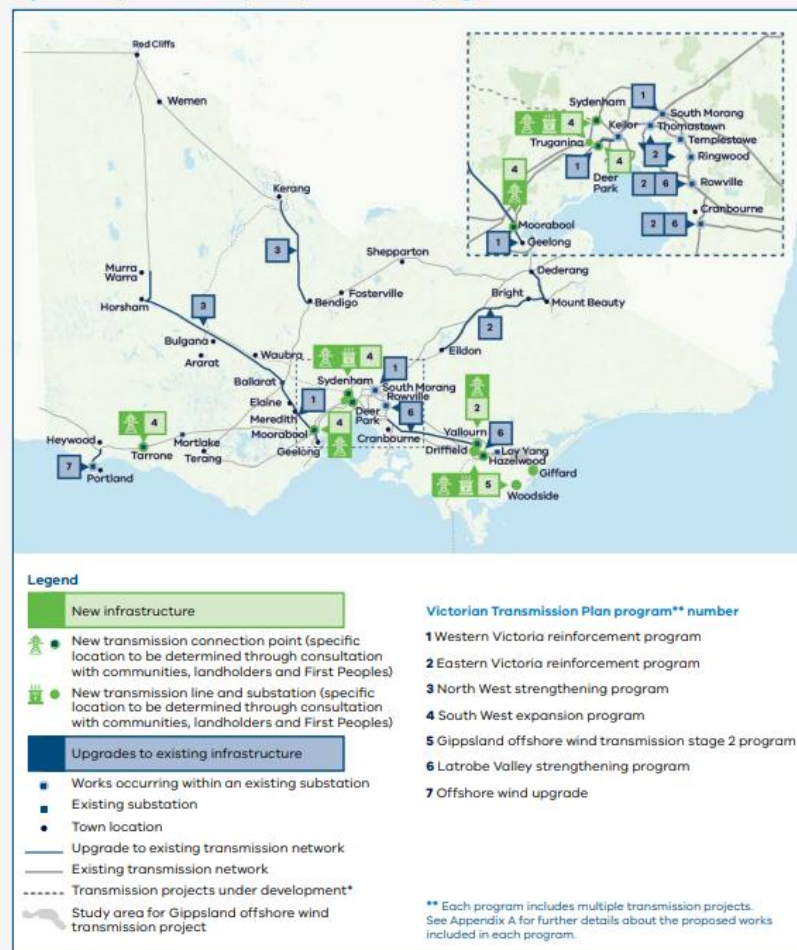 Red Cliffs
Wemen
Kerang
3
Murra
Warra
Horsham
3
Bulgana
Ararat
Waubra
Ballarat
Elaine
Meredith
1
Moorabool
4
Geelong
Shepparton
Fosterville
Bendigo
Dederang
Bright
Mount Beauty
2
Eildon
4
Sydenham
1
South Morang
Rowville
Deer
Park
6
Cranbourne
2
Yallourn
6
Driffield
Loy Yang
Hazelwood
Giffard
5
Woodside
4
Heywood
Tarrone
Mortlake
Terang
7
Portland
1
Sydenham
South Morang
4
Keilor
Thomastown
Templestowe
Truganina
2
Ringwood
1
4
Deer
Park
2 6
Rowville
4
Cranbourne
2 6
Moorabool
1
Geelong
Legend
New infrastructure
New transmission connection point (specific
location to be determined through consultation
with communities, landholders and First Peoples)
New transmission line and substation (specific
location to be determined through consultation
with communities, landholders and First Peoples)
Upgrades to existing infrastructure
Works occurring within an existing substation
Existing substation
Town location
Upgrade to existing transmission network
Existing transmission network
Transmission projects under development*
Study area for Gippsland offshore wind
transmission project
Victorian Transmission Plan program** number
1 Western Victoria reinforcement program
2 Eastern Victoria reinforcement program
3 North West strengthening program
4 South West expansion program
5 Gippsland offshore wind transmission stage 2 program
6 Latrobe Valley strengthening program
7 Offshore wind upgrade
** Each program includes multiple transmission projects.
See Appendix A for further details about the proposed works
included in each program.